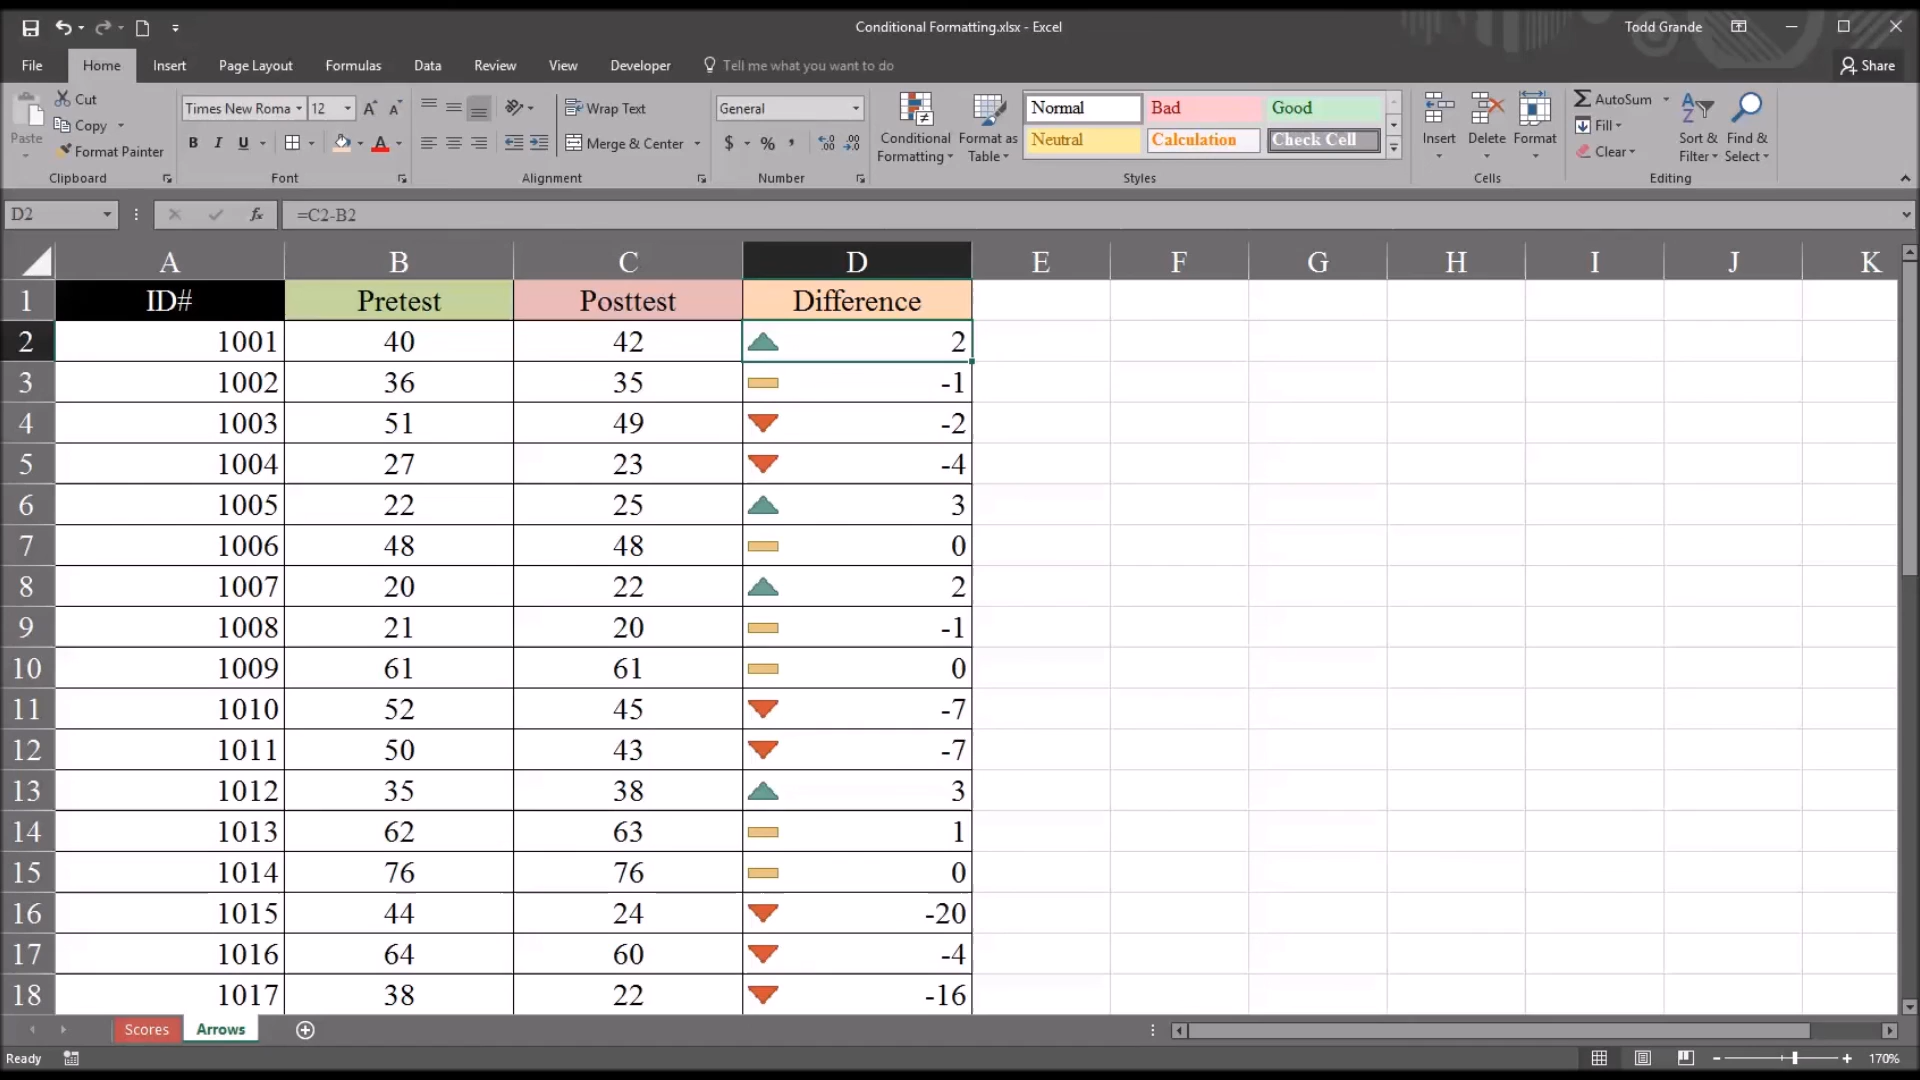 Conditional Formatting.xlsx - Excel
Todd Grande
File Home Insert Page Layout Formulas Data Review View Developer Tell me what you want to do Share
Paste
Cut
Copy
Format Painter
Clipboard
Times New Roma 12
B I U
Font
Wrap Text
Merge & Center
Alignment
General
$ % ,
Number
Conditional Formatting
Format as Table
Normal Bad Good
Neutral Calculation Check Cell
Styles
Insert Delete Format
Cells
AutoSum
Fill
Clear
Sort & Filter
Find & Select
Editing
D2 fx =C2-B2
A B C D E F G H I J K
1 ID# Pretest Posttest Difference
2 1001 40 42 2
3 1002 36 35 -1
4 1003 51 49 -2
5 1004 27 23 -4
6 1005 22 25 3
7 1006 48 48 0
8 1007 20 22 2
9 1008 21 20 -1
10 1009 61 61 0
11 1010 52 45 -7
12 1011 50 43 -7
13 1012 35 38 3
14 1013 62 63 1
15 1014 76 76 0
16 1015 44 24 -20
17 1016 64 60 -4
18 1017 38 22 -16
Scores Arrows
Ready
170%